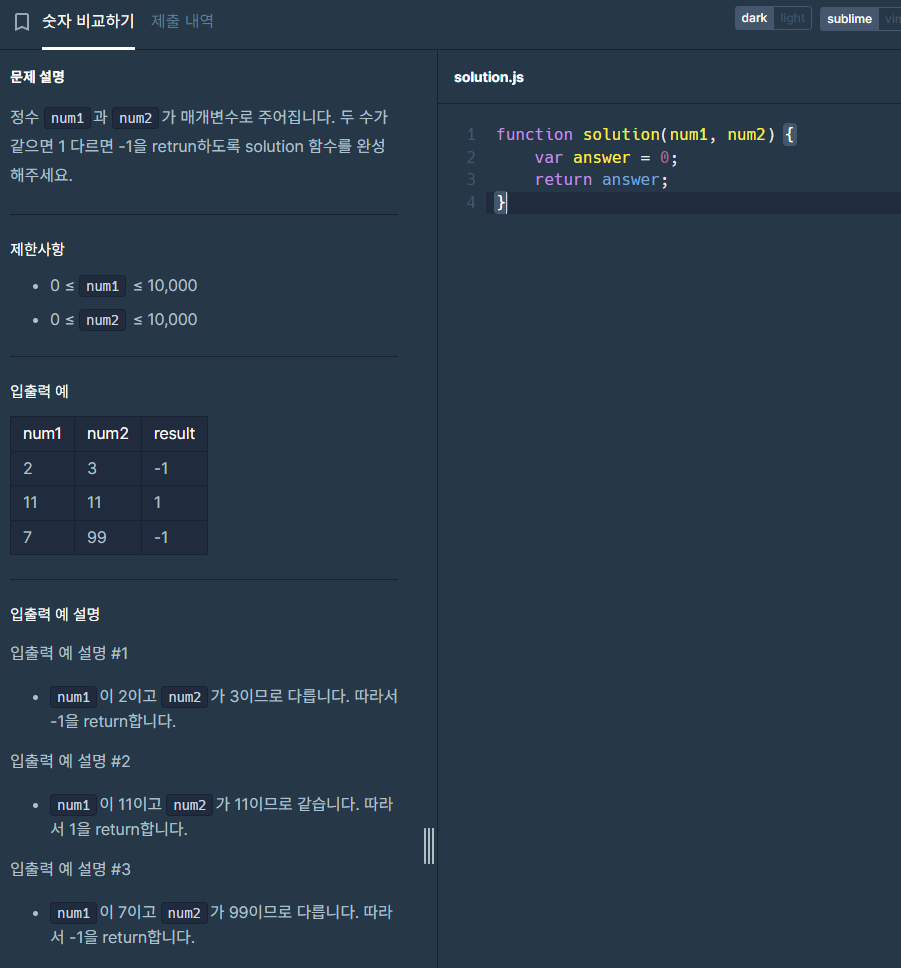 숫자 비교하기 제출 내역
dark light sublime vin
문제 설명
정수 num1 과 num2 가 매개변수로 주어집니다. 두 수가
같으면 1 다르면 -1을 retrun하도록 solution 함수를 완성
해주세요.
제한사항
• 0 ≤ num1 ≤ 10,000
• 0 ≤ num2 ≤ 10,000
입출력 예
num1 num2 result
2 3 -1
11 11 1
7 99 -1
입출력 예 설명
입출력 예 설명 #1
• num1 이 2이고 num2 가 3이므로 다릅니다. 따라서
-1을 return합니다.
입출력 예 설명 #2
• num1 이 11이고 num2 가 11이므로 같습니다. 따라
서 1을 return합니다.
입출력 예 설명 #3
• num1 이 7이고 num2 가 99이므로 다릅니다. 따라
서 -1을 return합니다.
solution.js
1 function solution(num1, num2) {
2 var answer = 0;
3 return answer;
4 }